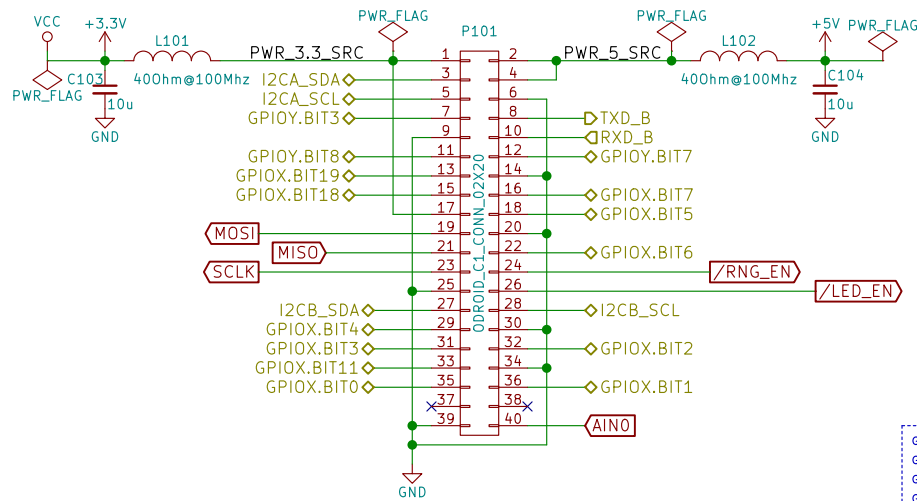 VCC
+3.3V
PWR_FLAG
PWR_FLAG
+5V
PWR_FLAG
L101
PWR_3.3_SRC
P101
PWR_5_SRC
L102
C103
40Ohm@100Mhz
PWR_FLAG
10u
GND
40Ohm@100Mhz
C104
10u
GND
1 2
I2CA_SDA 3 4
I2CA_SCL 5 6
GPIOY.BIT3 7 8 TXD_B
9 10 RXD_B
GPIOY.BIT8 11 12 GPIOY.BIT7
GPIOX.BIT19 13 14
GPIOX.BIT18 15 16 GPIOX.BIT7
17 18 GPIOX.BIT5
MOSI 19 20
MISO 21 22 GPIOX.BIT6
SCLK 23 24 /RNG_EN
25 26 /LED_EN
I2CB_SDA 27 28 I2CB_SCL
GPIOX.BIT4 29 30
GPIOX.BIT3 31 32 GPIOX.BIT2
GPIOX.BIT11 33 34
GPIOX.BIT0 35 36 GPIOX.BIT1
37 38
39 40 AIN0
ODROID_C1_CONN_02X20
GND